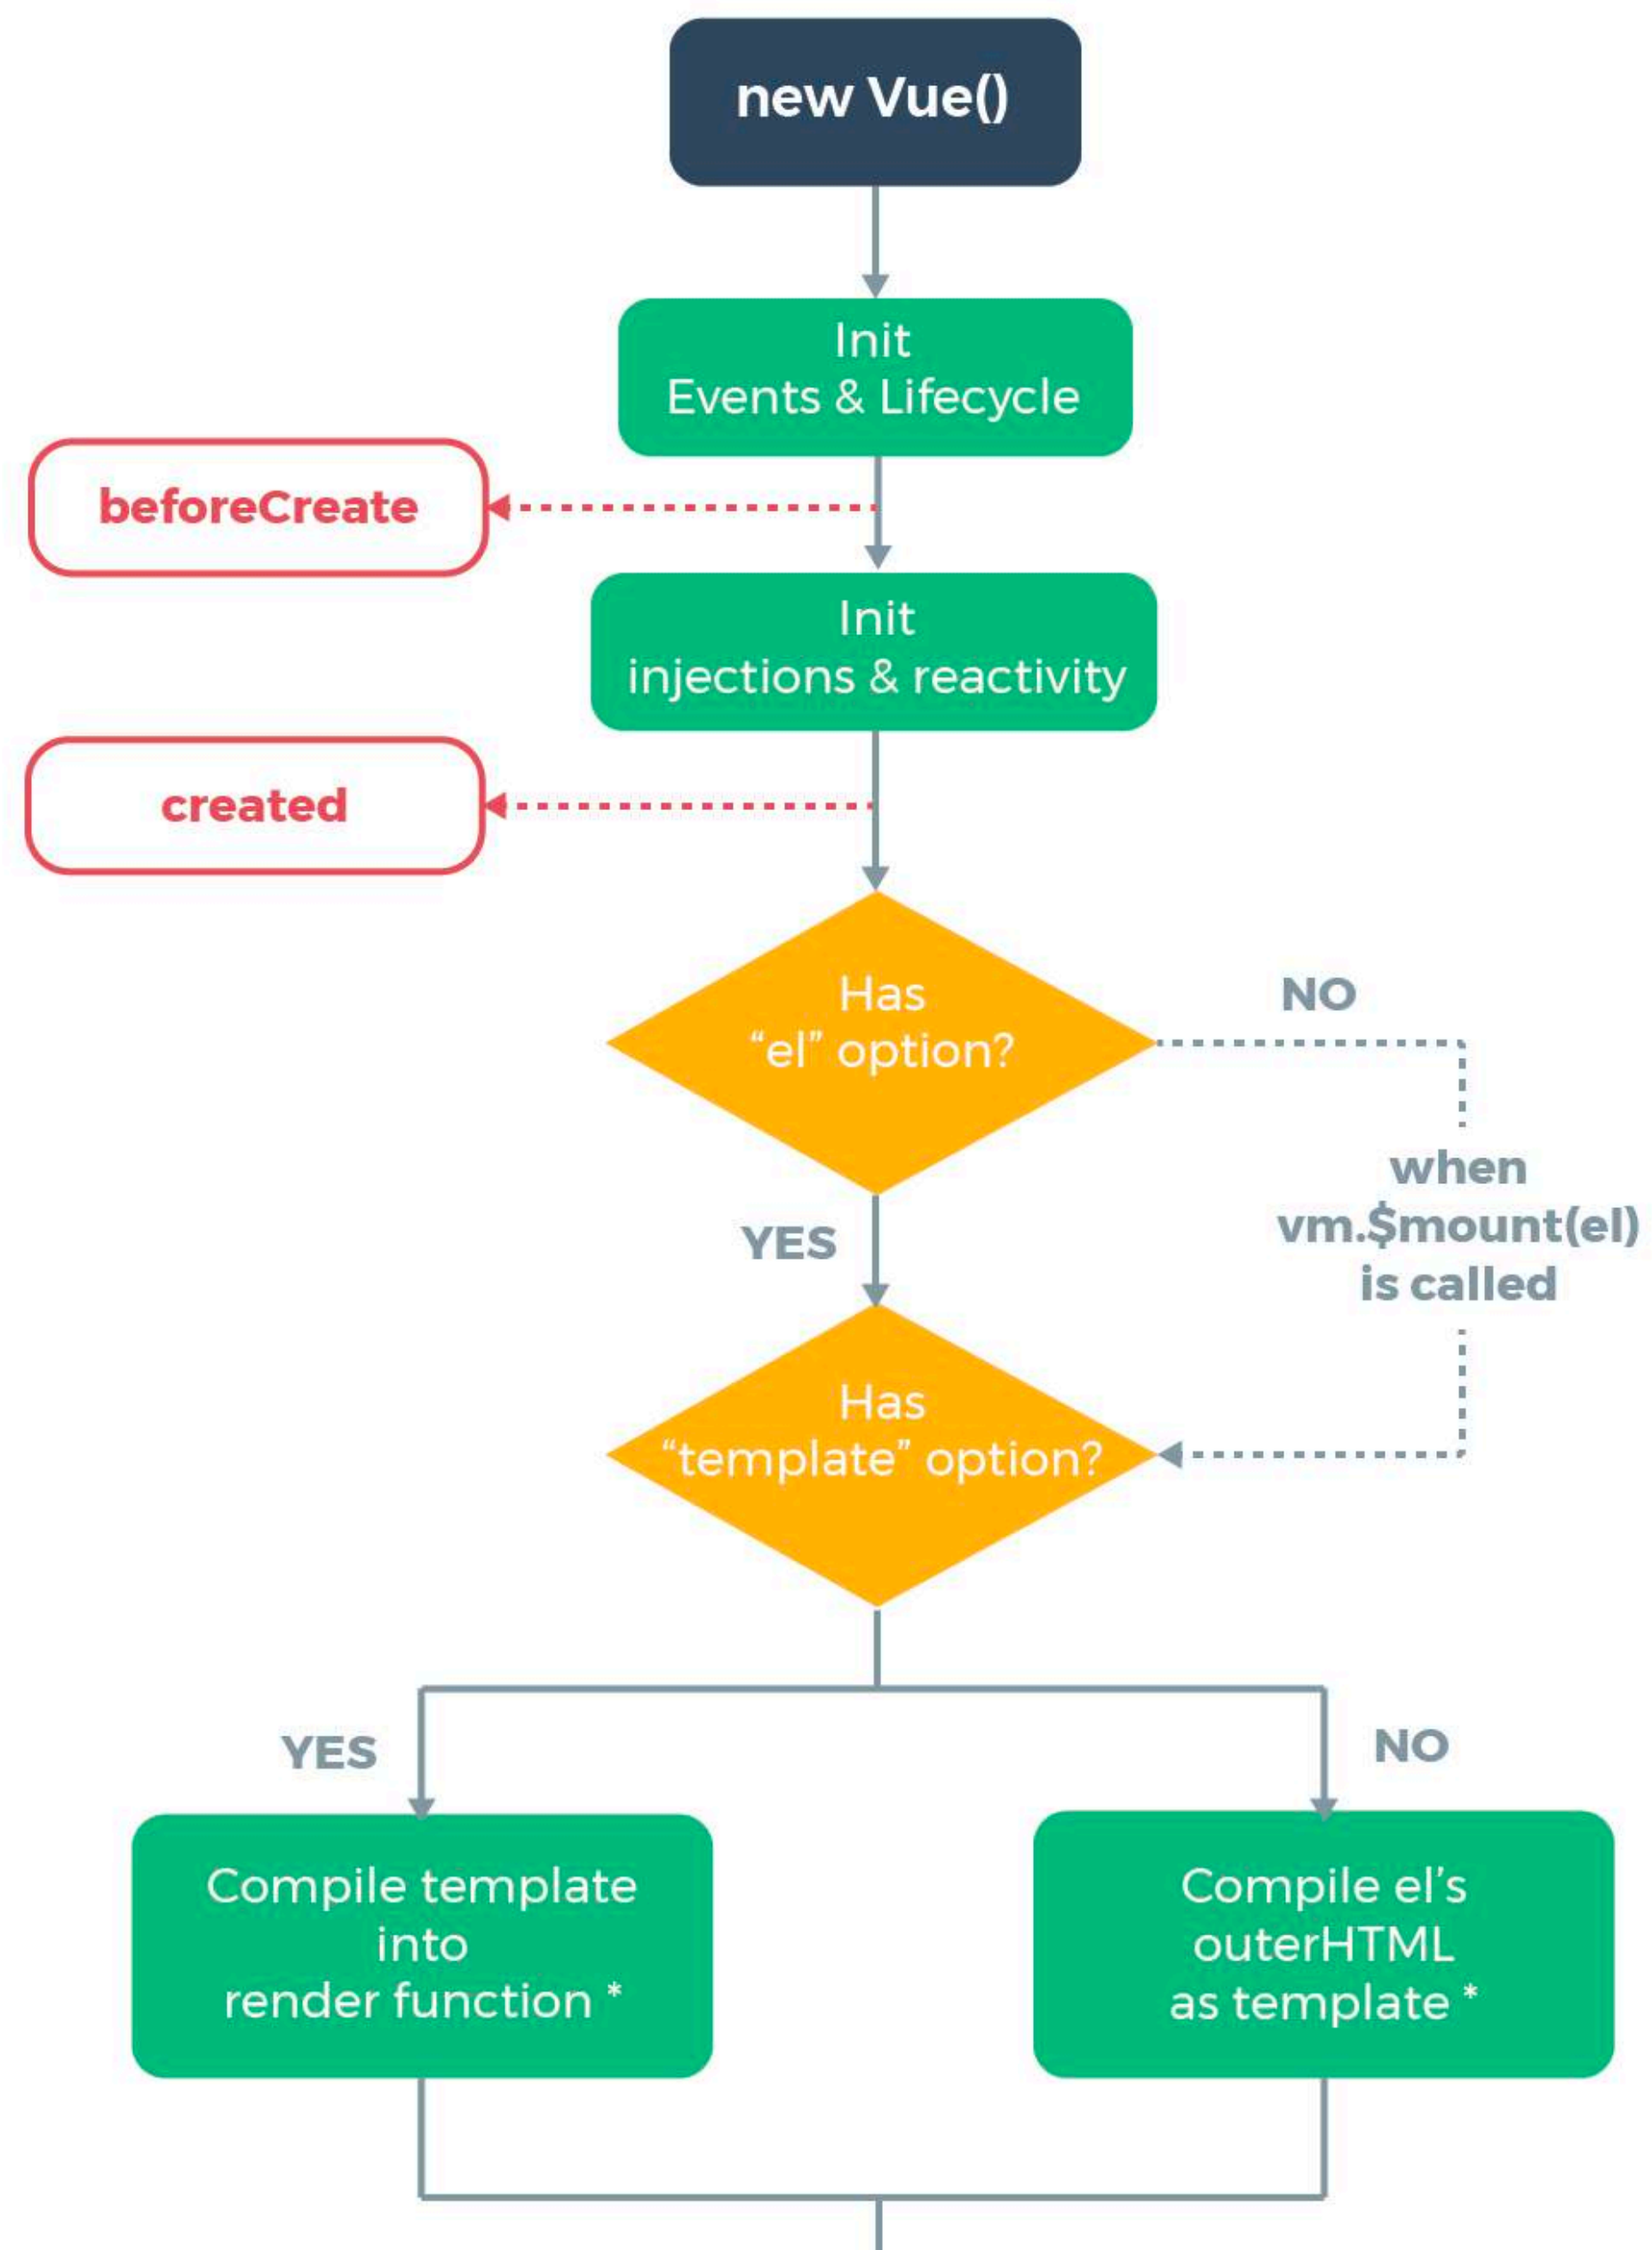 new Vue()
Init
Events & Lifecycle
beforeCreate
Init
injections & reactivity
created
Has
“el” option?
NO
when
vm.$mount(el)
is called
YES
Has
“template” option?
YES
NO
Compile template
into
render function *
Compile el’s
outerHTML
as template *